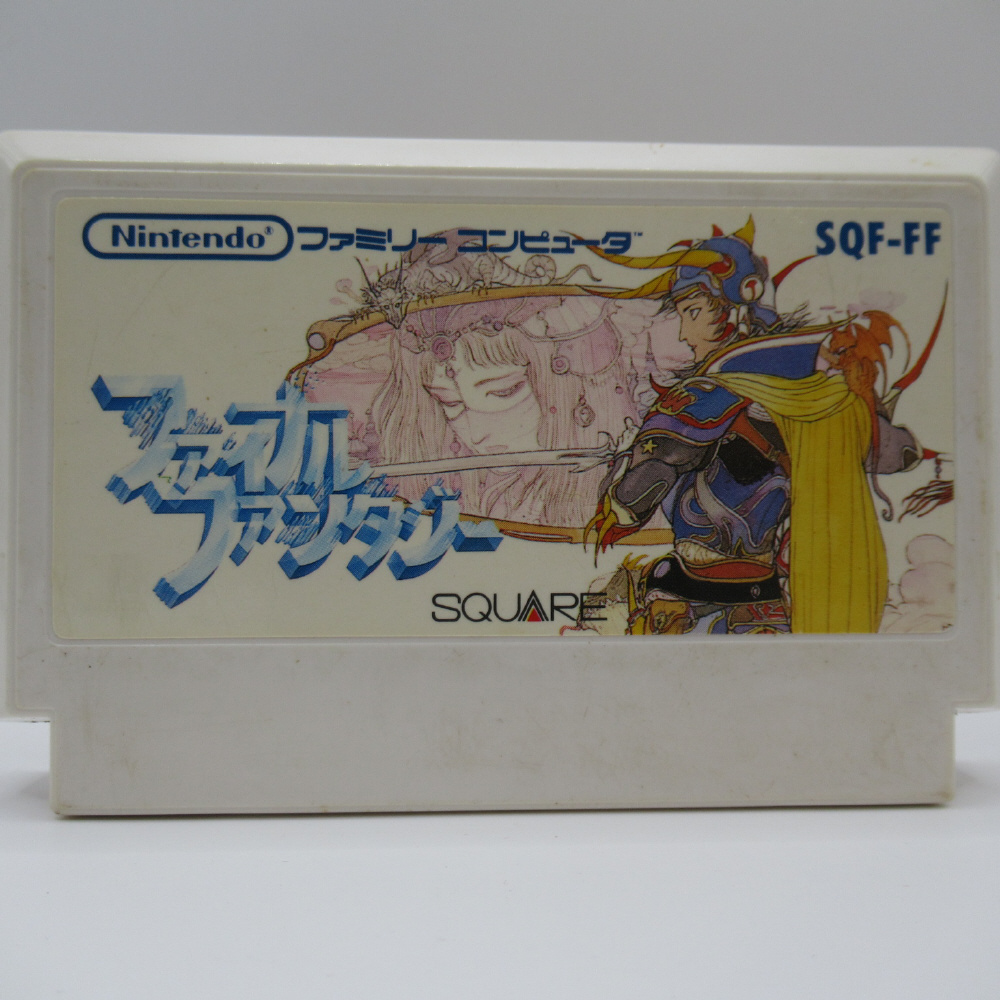 Nintendo® ファミリーコンピュータ™
SQF-FF
ファイナル
ファンタジー
SQUARE